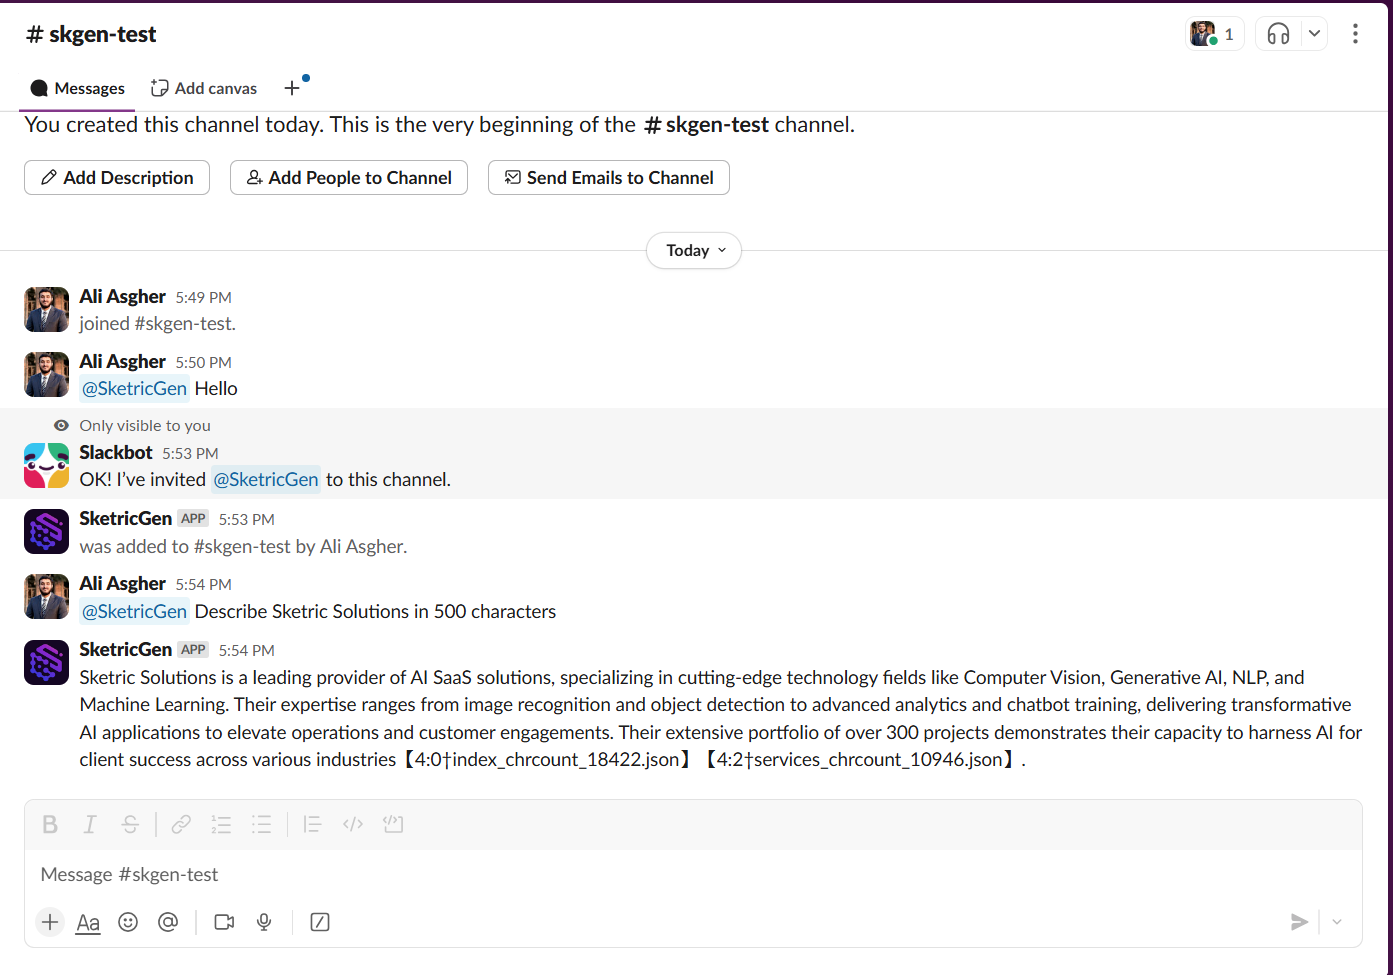 # skgen-test
1
Messages
Add canvas
You created this channel today. This is the very beginning of the # skgen-test channel.
Add Description
Add People to Channel
Send Emails to Channel
Today
Ali Asgher 5:49 PM
joined #skgen-test.
Ali Asgher 5:50 PM
@SketricGen Hello
Only visible to you
Slackbot 5:53 PM
OK! I’ve invited @SketricGen to this channel.
SketricGen APP 5:53 PM
was added to #skgen-test by Ali Asgher.
Ali Asgher 5:54 PM
@SketricGen Describe Sketric Solutions in 500 characters
SketricGen APP 5:54 PM
Sketric Solutions is a leading provider of AI SaaS solutions, specializing in cutting-edge technology fields like Computer Vision, Generative AI, NLP, and
Machine Learning. Their expertise ranges from image recognition and object detection to advanced analytics and chatbot training, delivering transformative
AI applications to elevate operations and customer engagements. Their extensive portfolio of over 300 projects demonstrates their capacity to harness AI for
client success across various industries【4:0†index_chrcount_18422.json】【4:2†services_chrcount_10946.json】.
B I S
Message #skgen-test
Aa